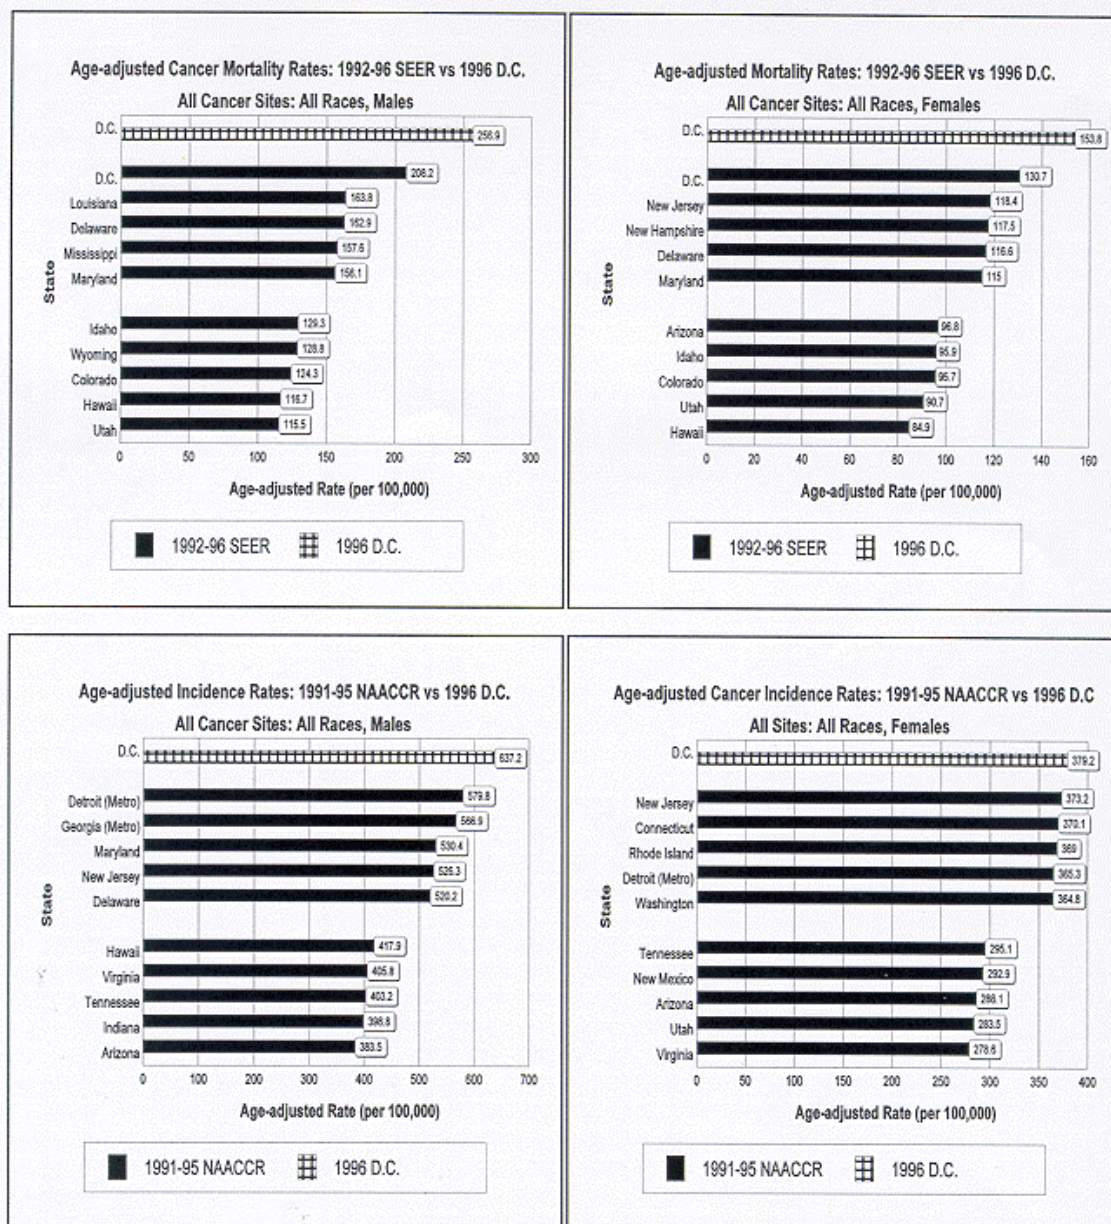 Age-adjusted Cancer Mortality Rates: 1992-96 SEER vs 1996 D.C.
All Cancer Sites: All Races, Males
D.C. 256.9
D.C. 208.2
Louisiana 163.8
Delaware 162.9
Mississippi 157.6
Maryland 156.1
Idaho 129.3
Wyoming 128.8
Colorado 124.3
Hawaii 116.7
Utah 115.5
State
0 50 100 150 200 250 300
Age-adjusted Rate (per 100,000)
1992-96 SEER 1996 D.C.
Age-adjusted Mortality Rates: 1992-96 SEER vs 1996 D.C.
All Cancer Sites: All Races, Females
D.C. 153.8
D.C. 130.7
New Jersey 118.4
New Hampshire 117.5
Delaware 116.6
Maryland 115
Arizona 96.8
Idaho 95.9
Colorado 95.7
Utah 90.7
Hawaii 84.9
State
0 20 40 60 80 100 120 140 160
Age-adjusted Rate (per 100,000)
1992-96 SEER 1996 D.C.
Age-adjusted Incidence Rates: 1991-95 NAACCR vs 1996 D.C.
All Cancer Sites: All Races, Males
D.C. 637.2
Detroit (Metro) 579.8
Georgia (Metro) 566.9
Maryland 530.4
New Jersey 525.3
Delaware 520.2
Hawaii 417.9
Virginia 405.8
Tennessee 403.2
Indiana 398.8
Arizona 383.5
State
0 100 200 300 400 500 600 700
Age-adjusted Rate (per 100,000)
1991-95 NAACCR 1996 D.C.
Age-adjusted Cancer Incidence Rates: 1991-95 NAACCR vs 1996 D.C
All Sites: All Races, Females
D.C. 379.2
New Jersey 373.2
Connecticut 370.1
Rhode Island 369
Detroit (Metro) 365.3
Washington 364.8
Tennessee 295.1
New Mexico 292.9
Arizona 288.1
Utah 283.5
Virginia 278.6
State
0 50 100 150 200 250 300 350 400
Age-adjusted Rate (per 100,000)
1991-95 NAACCR 1996 D.C.